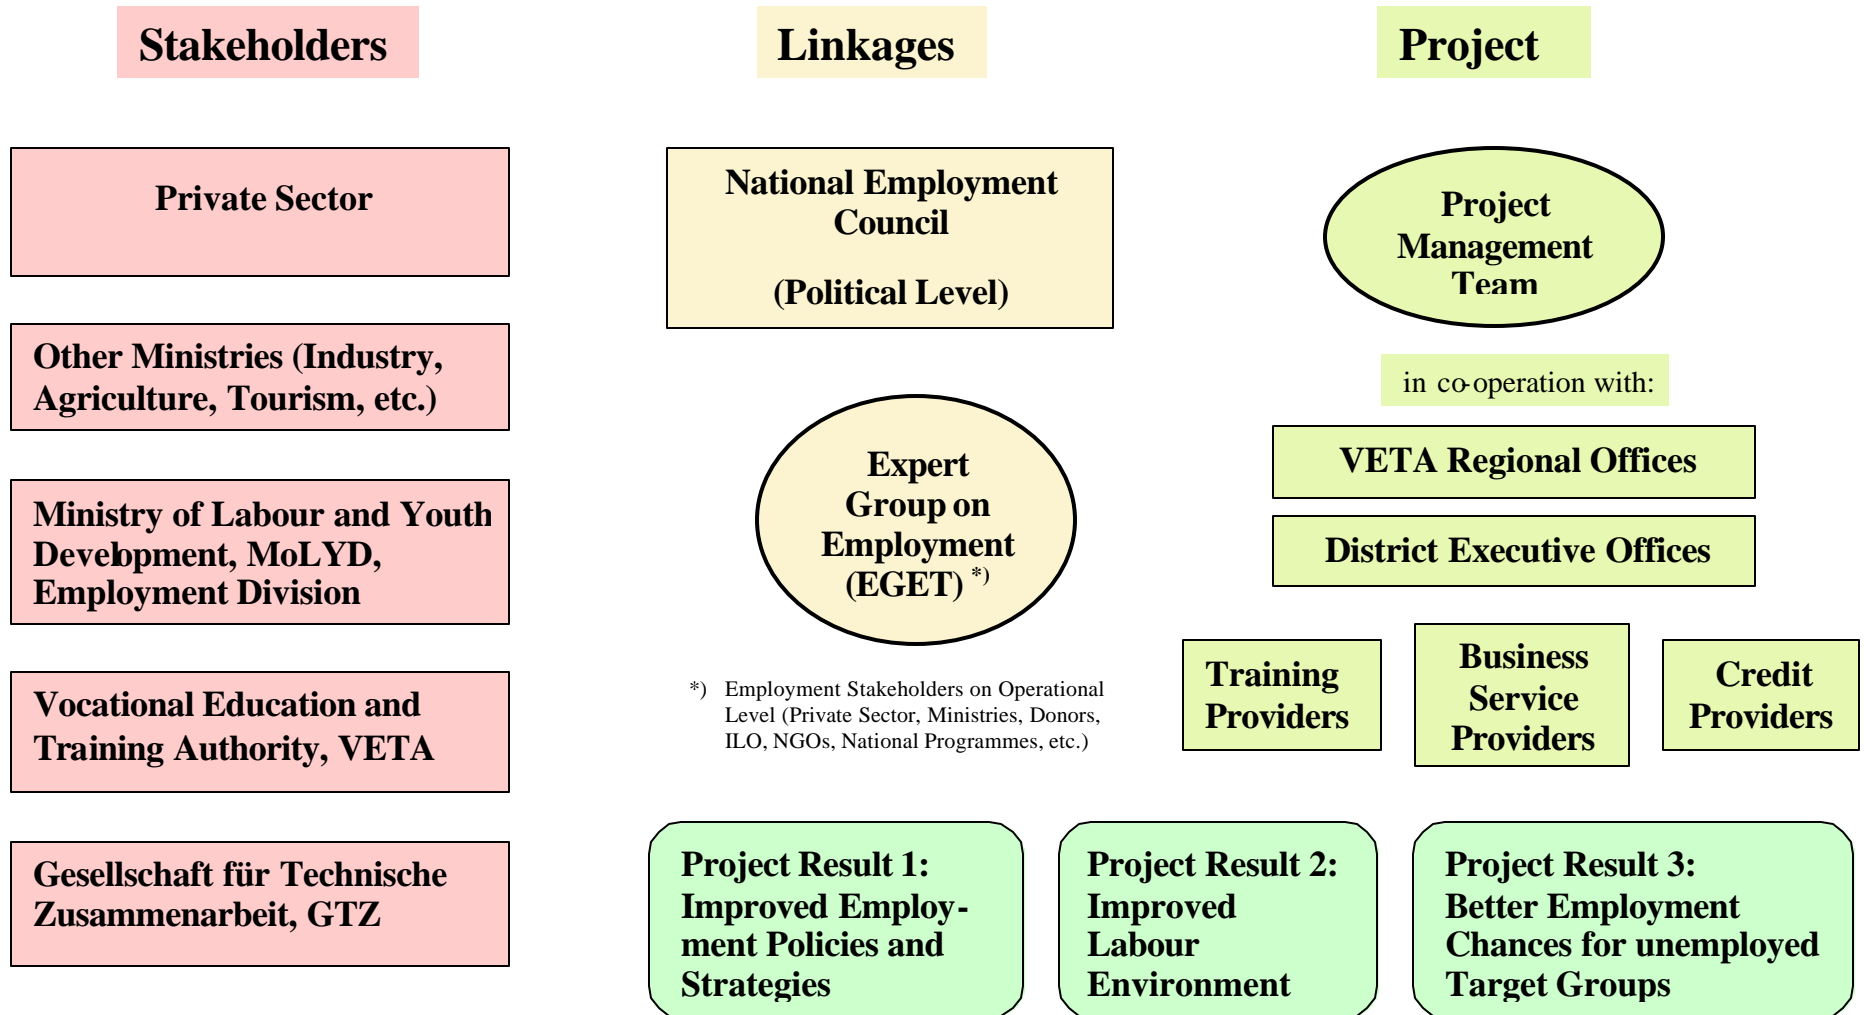 Stakeholders
Linkages
Project
Private Sector
Other Ministries (Industry,
Agriculture, Tourism, etc.)
Ministry of Labour and Youth
Development, MoLYD,
Employment Division
Vocational Education and
Training Authority, VETA
Gesellschaft für Technische
Zusammenarbeit, GTZ
National Employment
Council
(Political Level)
Expert
Group on
Employment
(EGET) *)
*) Employment Stakeholders on Operational
Level (Private Sector, Ministries, Donors,
ILO, NGOs, National Programmes, etc.)
Project
Management
Team
in co-operation with:
VETA Regional Offices
District Executive Offices
Training
Providers
Business
Service
Providers
Credit
Providers
Project Result 1:
Improved Employ-
ment Policies and
Strategies
Project Result 2:
Improved
Labour
Environment
Project Result 3:
Better Employment
Chances for unemployed
Target Groups